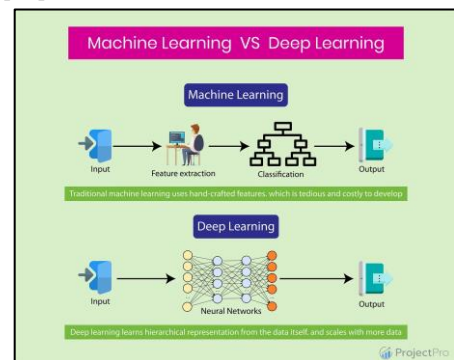 Machine Learning VS Deep Learning
Machine Learning
Input
Feature extraction
Classification
Output
Traditional machine learning uses hand-crafted features, which is tedious and costly to develop
Deep Learning
Input
Neural Networks
Output
Deep learning learns hierarchical representation from the data itself, and scales with more data
ProjectPro